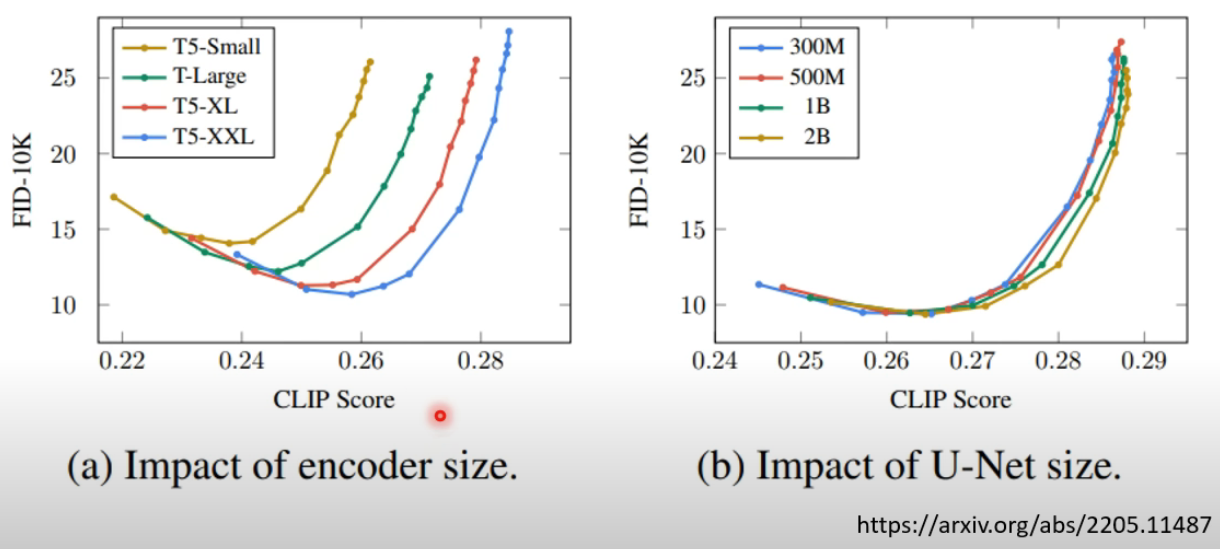 T5-Small
T-Large
T5-XL
T5-XXL
25
20
15
10
FID-10K
0.22 0.24 0.26 0.28
CLIP Score
(a) Impact of encoder size.
300M
500M
1B
2B
25
20
15
10
FID-10K
0.24 0.25 0.26 0.27 0.28 0.29
CLIP Score
(b) Impact of U-Net size.
https://arxiv.org/abs/2205.11487